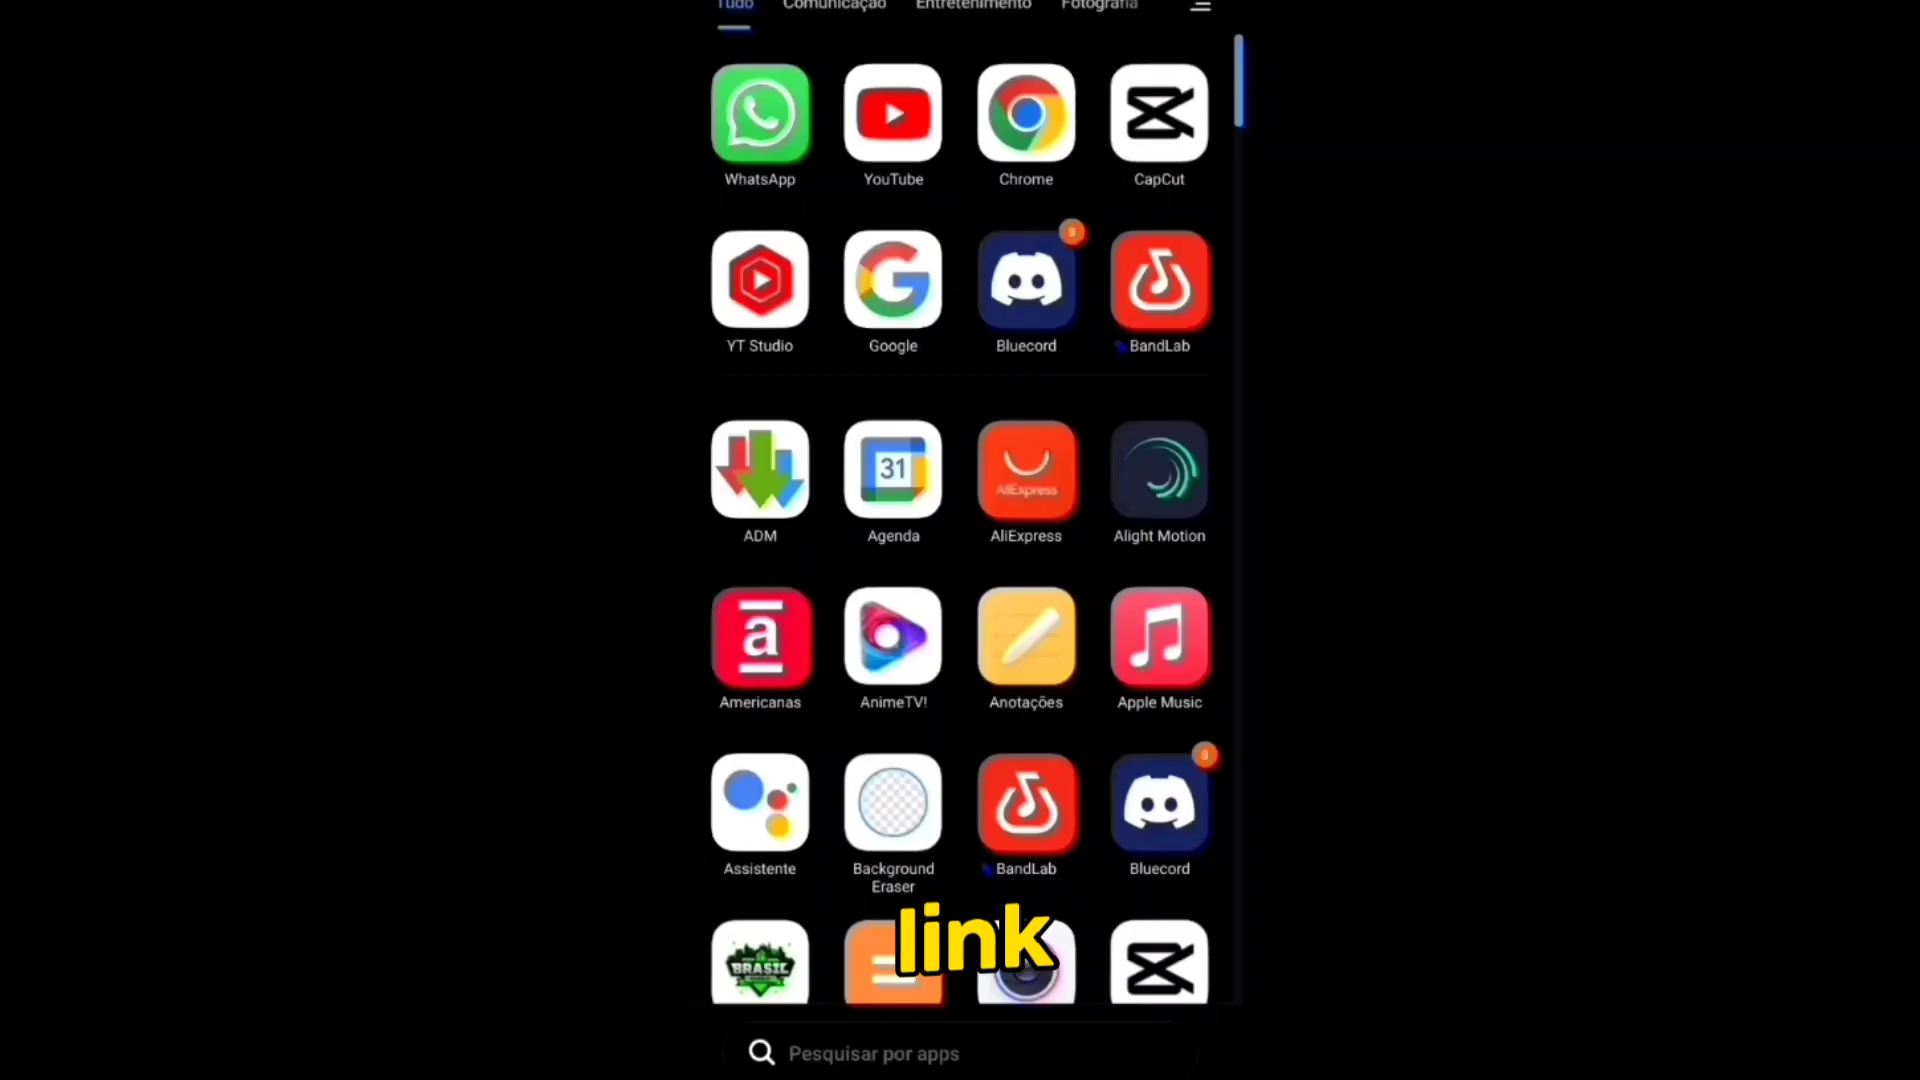 Tudo Comunicação Entretenimento Fotografia
WhatsApp YouTube Chrome CapCut
YT Studio Google Bluecord BandLab
31
AliExpress
ADM Agenda AliExpress Alight Motion
a
Americanas AnimeTV! Anotações Apple Music
Assistente Background Eraser BandLab Bluecord
BRASIL
link
Pesquisar por apps